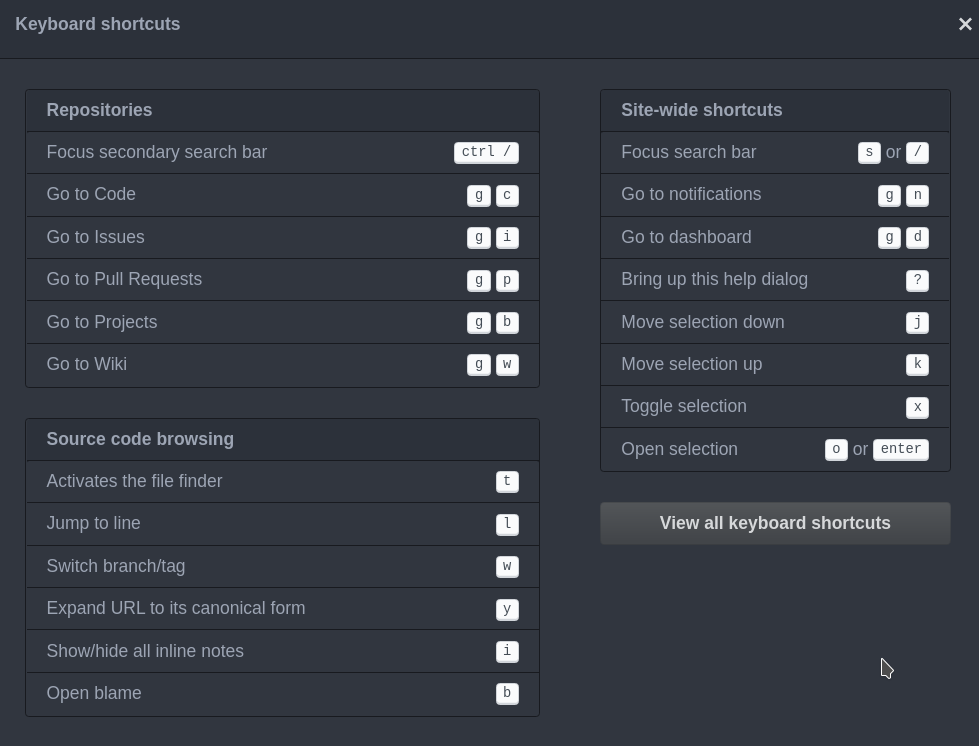 Keyboard shortcuts
Repositories
Focus secondary search bar ctrl /
Go to Code g c
Go to Issues g i
Go to Pull Requests g p
Go to Projects g b
Go to Wiki g w
Source code browsing
Activates the file finder t
Jump to line l
Switch branch/tag w
Expand URL to its canonical form y
Show/hide all inline notes i
Open blame b
Site-wide shortcuts
Focus search bar s or /
Go to notifications g n
Go to dashboard g d
Bring up this help dialog ?
Move selection down j
Move selection up k
Toggle selection x
Open selection o or enter
View all keyboard shortcuts